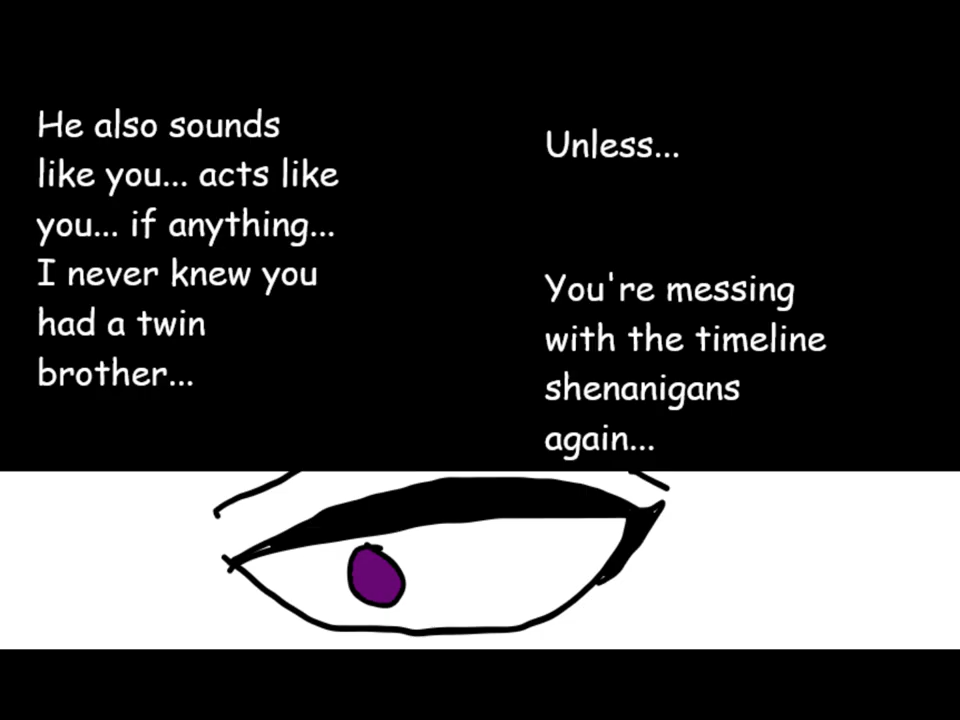 He also sounds
like you... acts like
you... if anything...
I never knew you
had a twin
brother...
Unless...
You're messing
with the timeline
shenanigans
again...